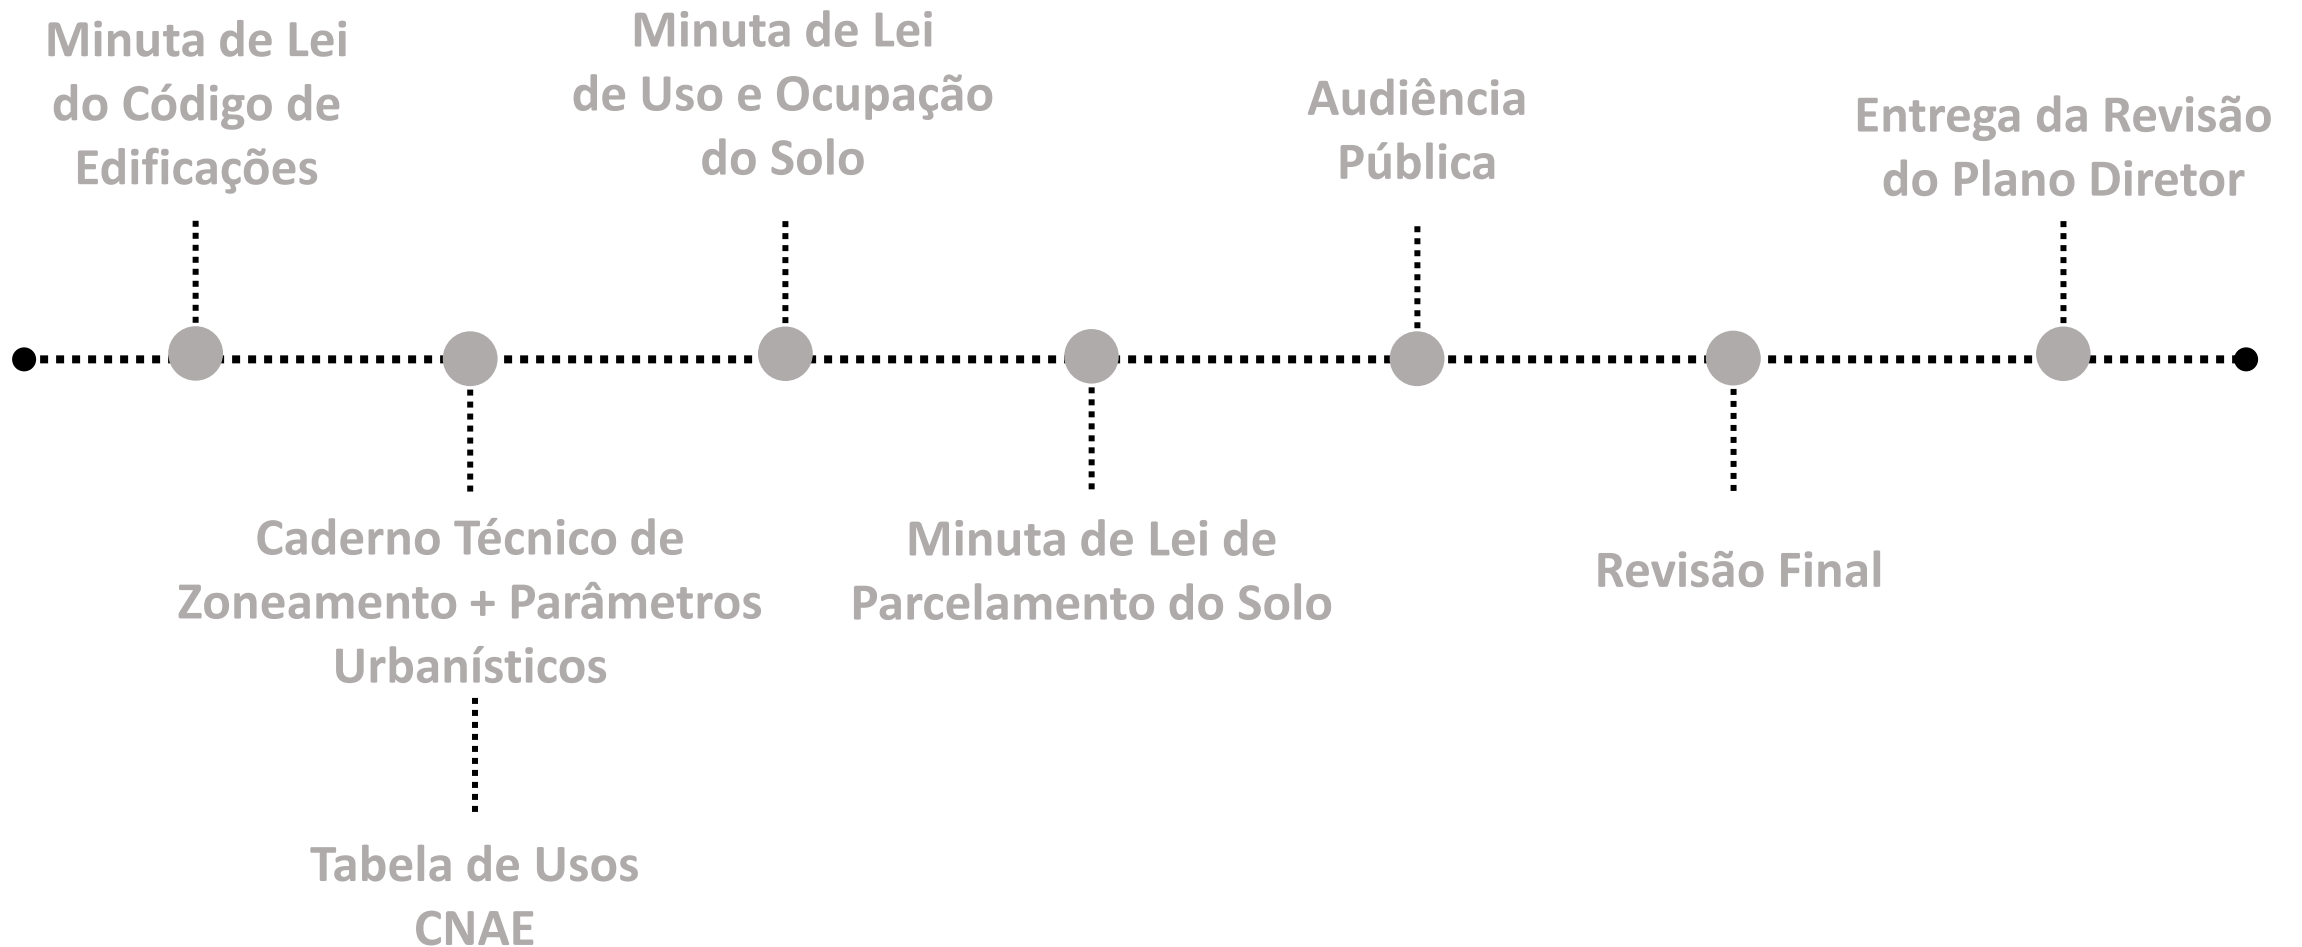 Minuta de Lei
do Código de
Edificações
Minuta de Lei
de Uso e Ocupação
do Solo
Audiência
Pública
Entrega da Revisão
do Plano Diretor
Caderno Técnico de
Zoneamento + Parâmetros
Urbanísticos
Minuta de Lei de
Parcelamento do Solo
Revisão Final
Tabela de Usos
CNAE